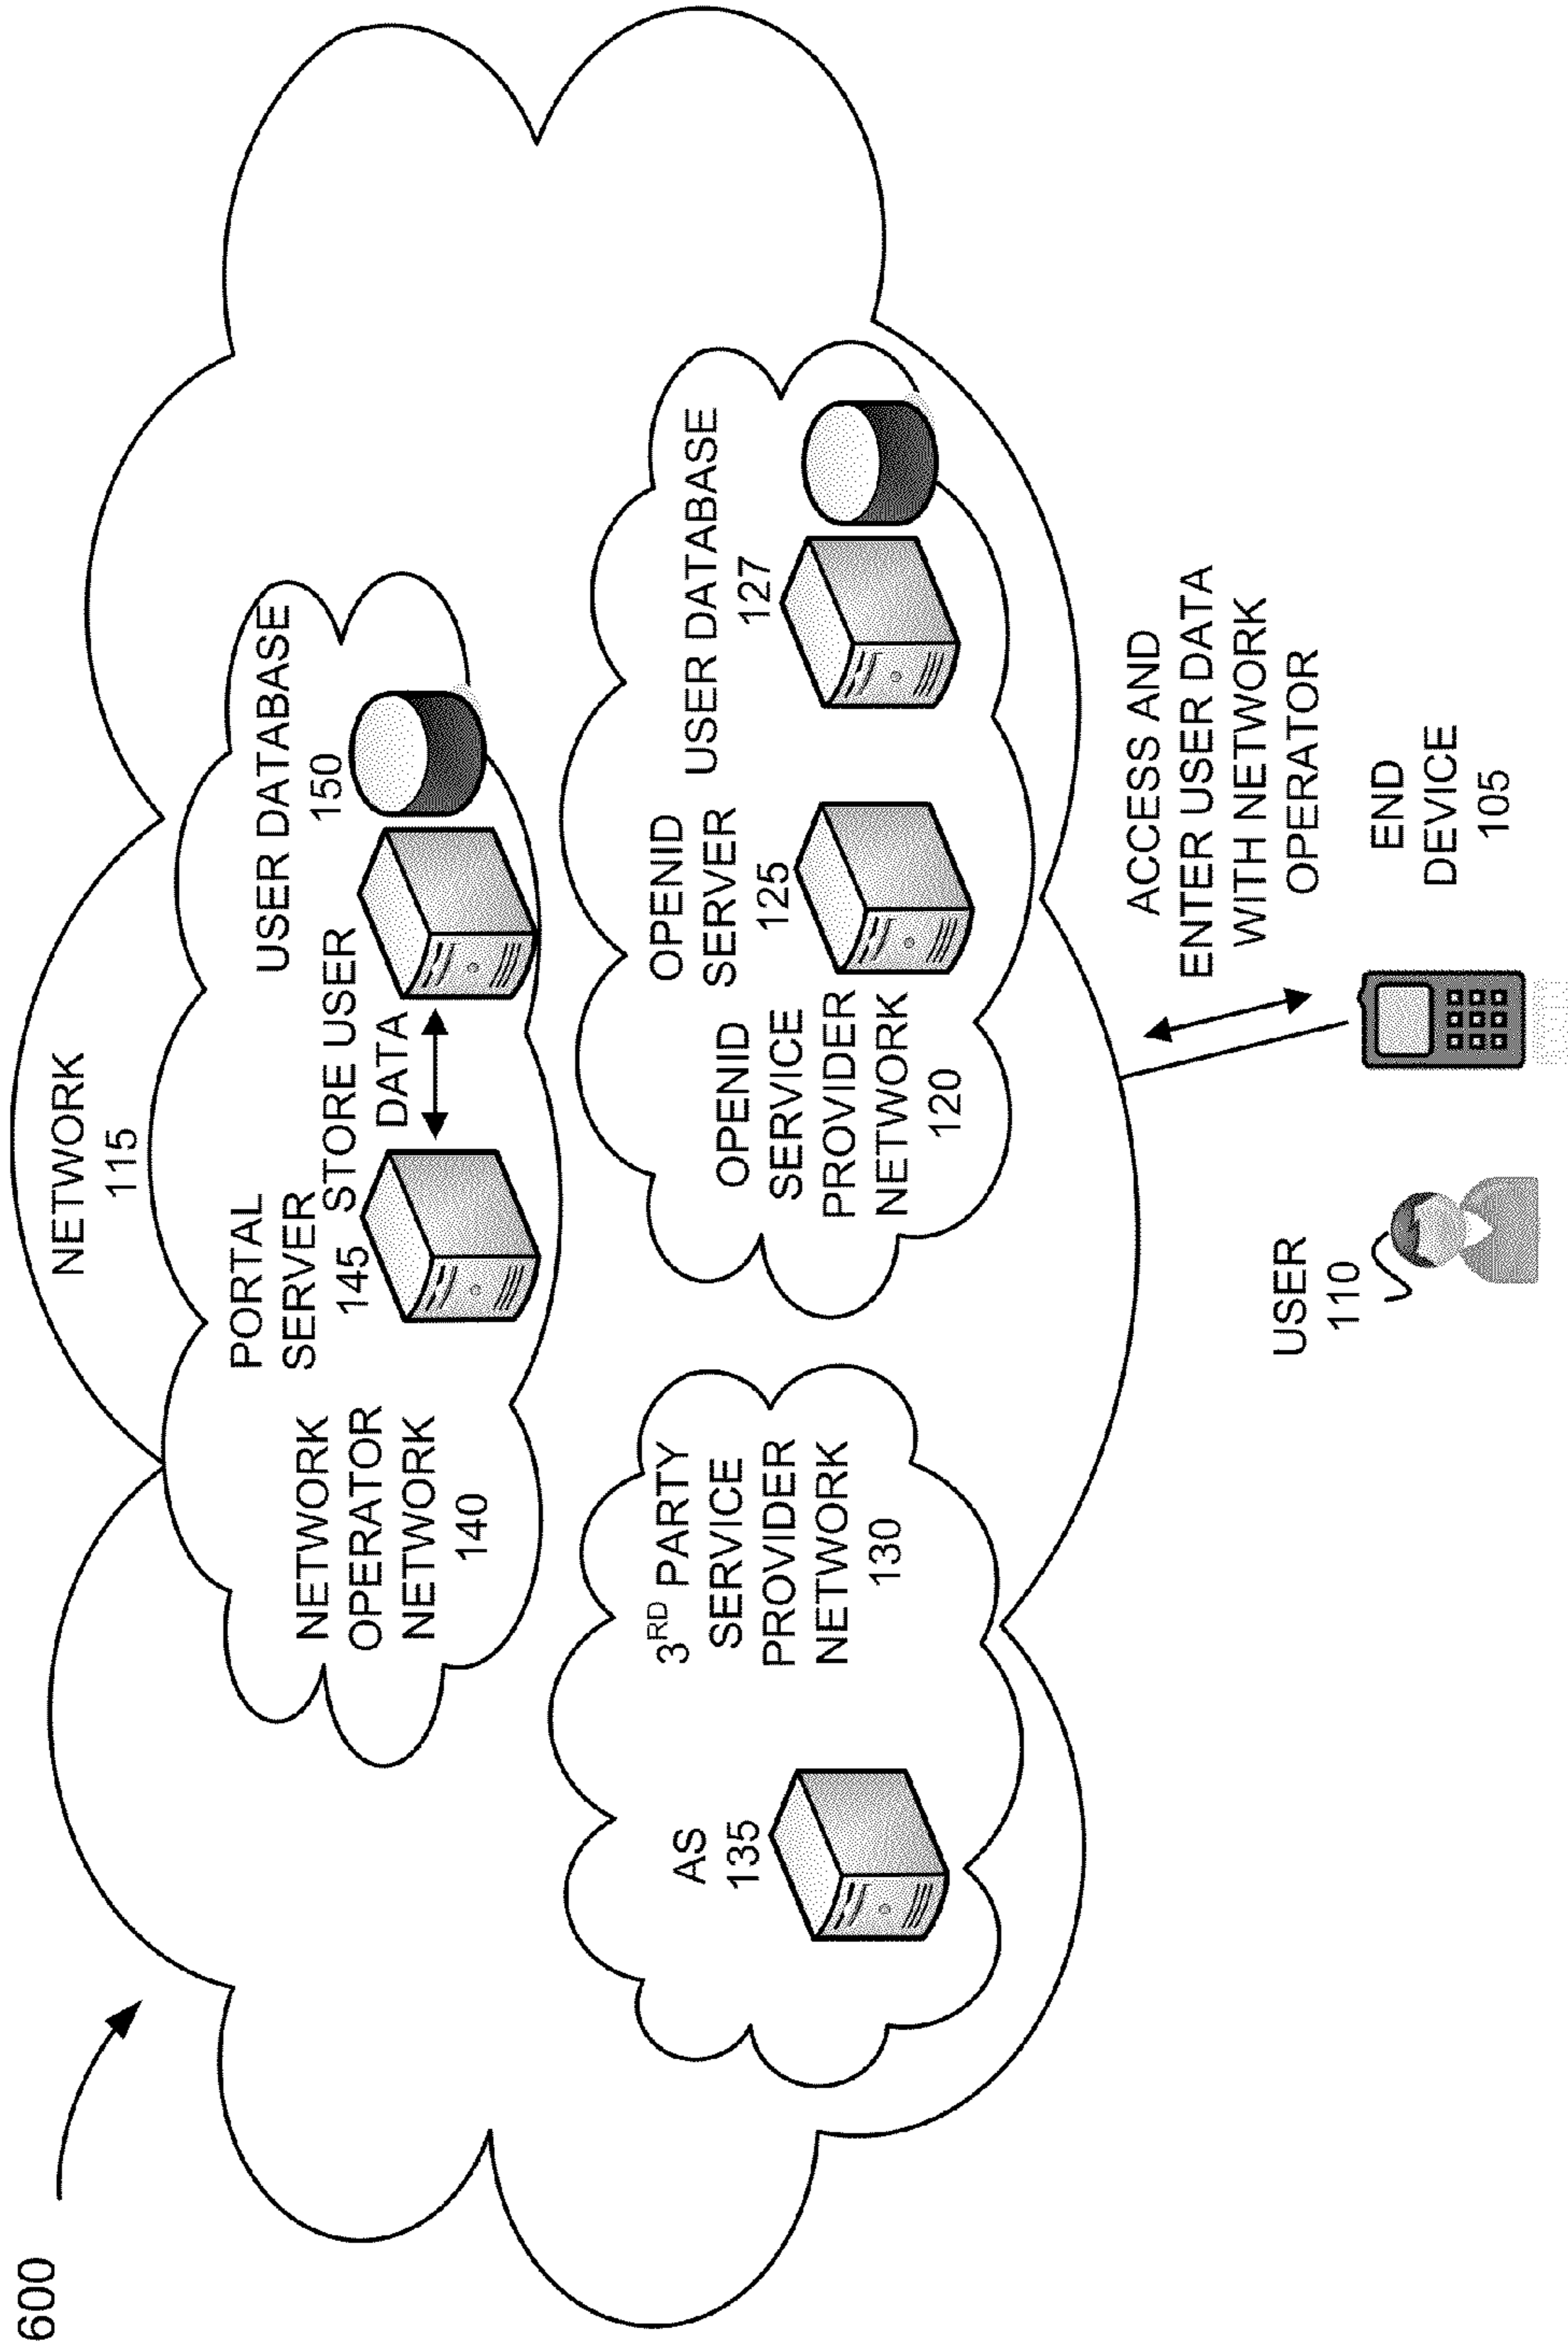 600
NETWORK
115
PORTAL
SERVER
145
STORE USER
DATA
USER DATABASE
150
NETWORK
OPERATOR
NETWORK
140
3RD PARTY
SERVICE
PROVIDER
NETWORK
130
AS
135
OPENID
SERVICE
PROVIDER
NETWORK
120
OPENID
SERVER
125
USER DATABASE
127
ACCESS AND
ENTER USER DATA
WITH NETWORK
OPERATOR
USER
110
END
DEVICE
105